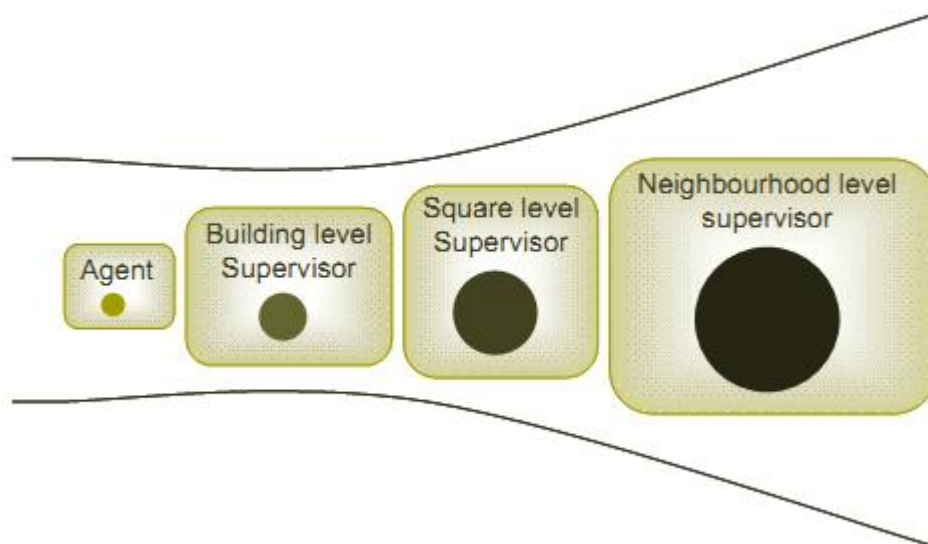 Agent
Building level
Supervisor
Square level
Supervisor
Neighbourhood level
supervisor